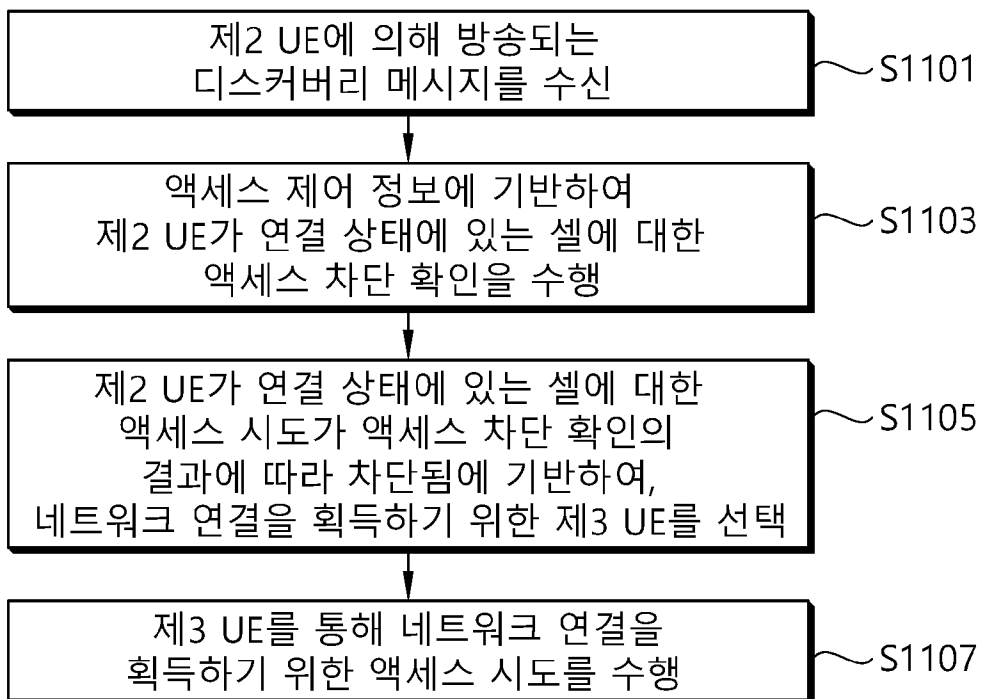 제2 UE에 의해 방송되는
디스커버리 메시지를 수신
S1101
액세스 제어 정보에 기반하여
제2 UE가 연결 상태에 있는 셀에 대한
액세스 차단 확인을 수행
S1103
제2 UE가 연결 상태에 있는 셀에 대한
액세스 시도가 액세스 차단 확인의
결과에 따라 차단됨에 기반하여,
네트워크 연결을 획득하기 위한 제3 UE를 선택
S1105
제3 UE를 통해 네트워크 연결을
획득하기 위한 액세스 시도를 수행
S1107